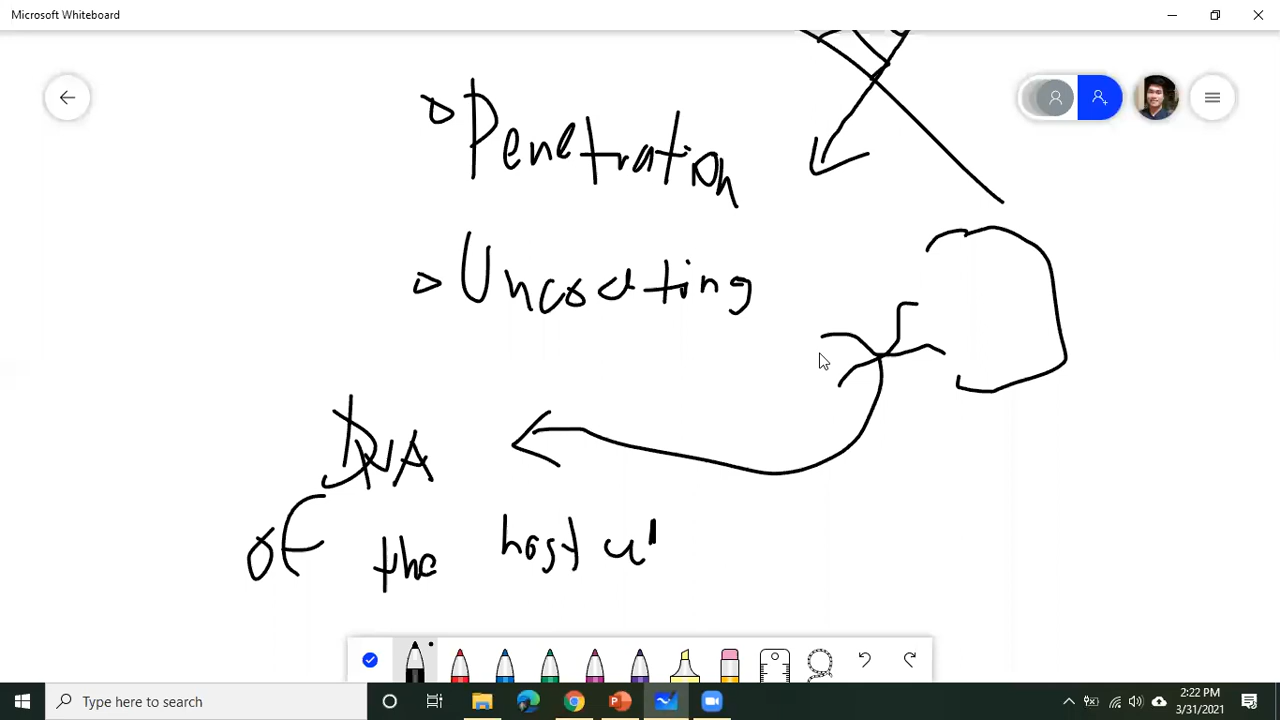 Microsoft Whiteboard
Penetration
Uncoating
DNA
of the host
Type here to search
2:22 PM
3/31/2021